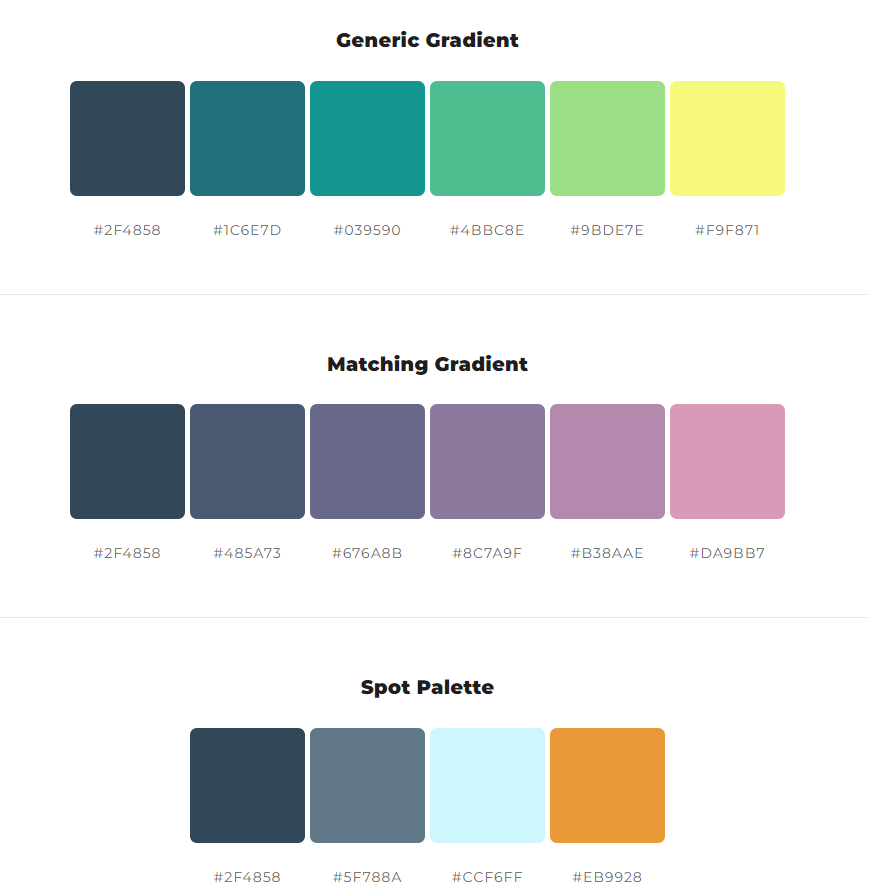 Generic Gradient
#2F4858 #1C6E7D #039590 #4BBC8E #9BDE7E #F9F871
Matching Gradient
#2F4858 #485A73 #676A8B #8C7A9F #B38AAE #DA9BB7
Spot Palette
#2F4858 #5F788A #CCF6FF #EB9928